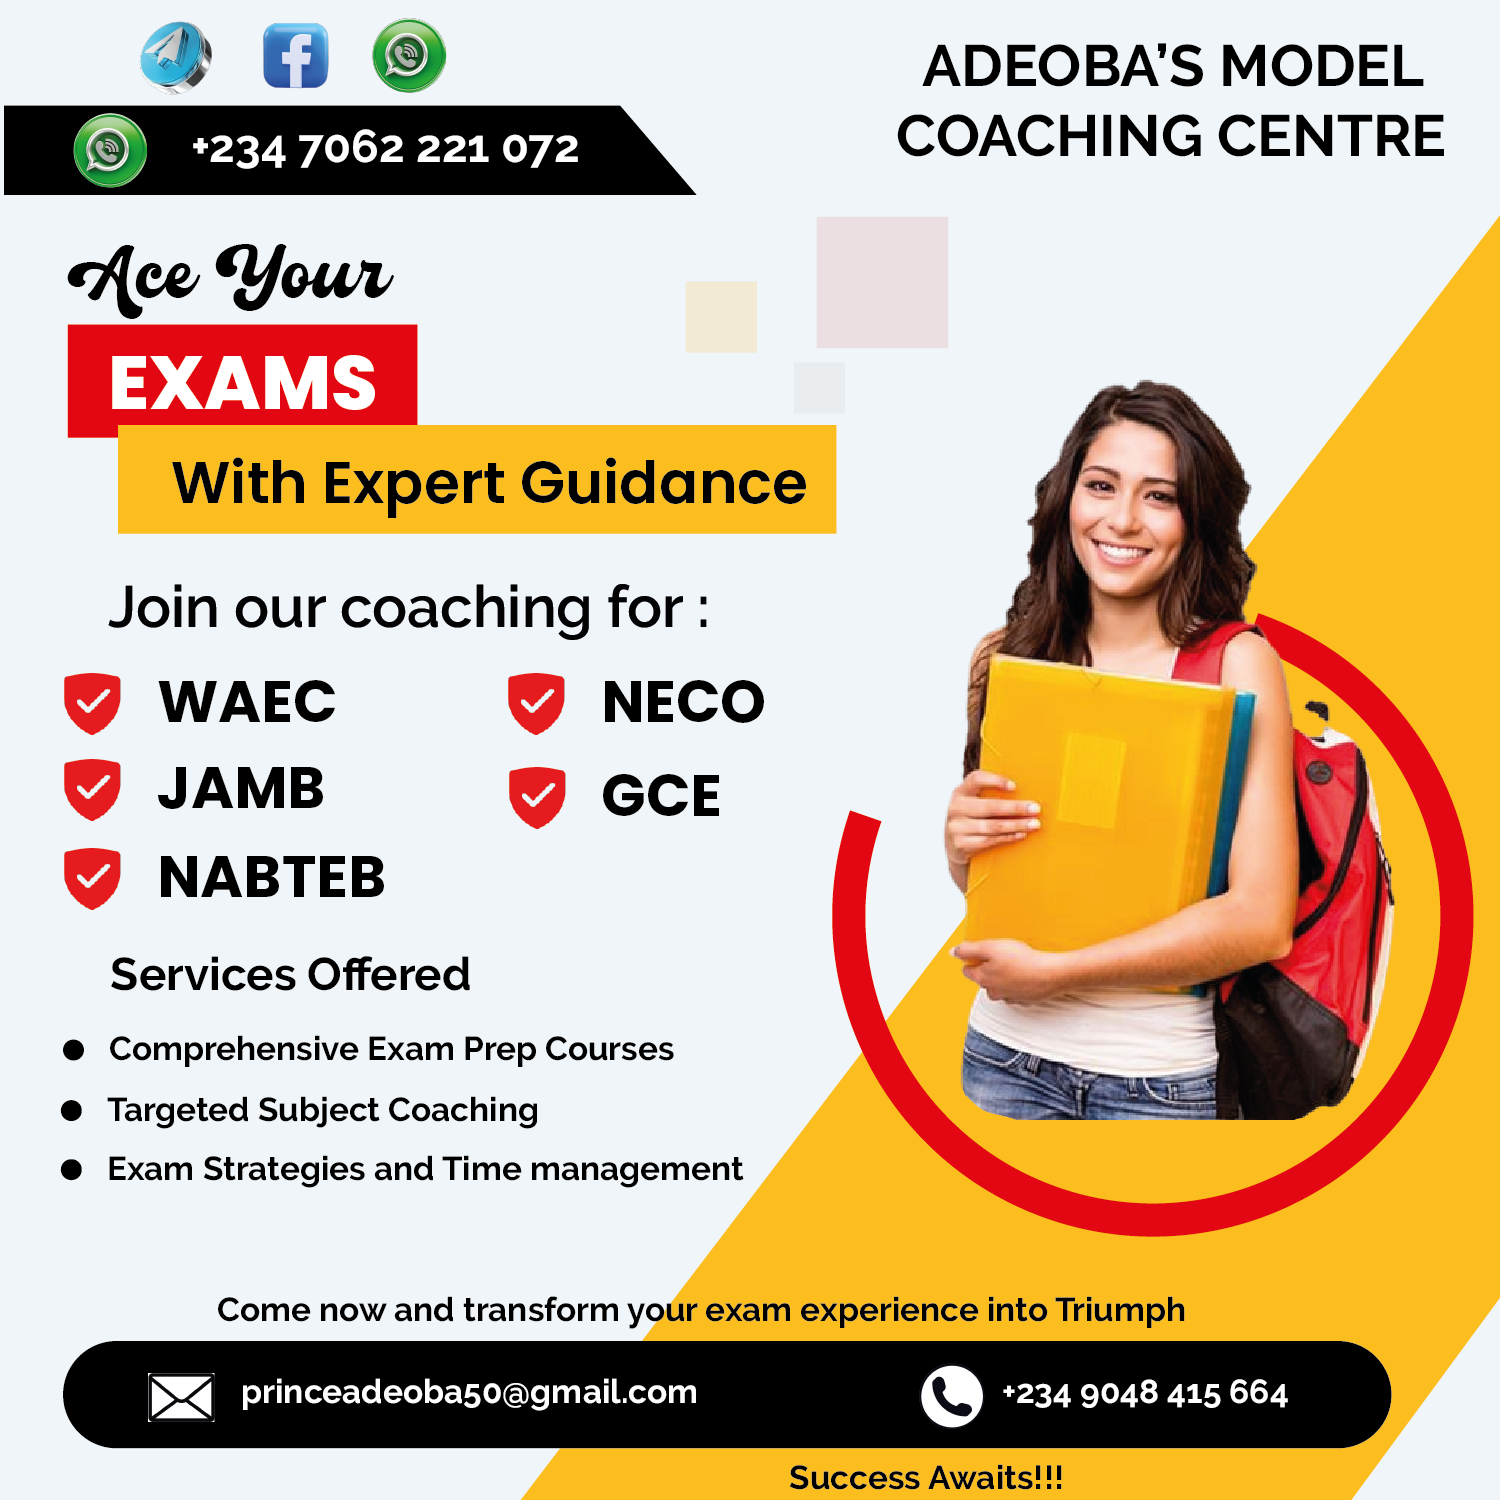 ADEOBA'S MODEL
COACHING CENTRE
+234 7062 221 072
Ace Your
EXAMS
With Expert Guidance
Join our coaching for :
WAEC
NECO
JAMB
GCE
NABTEB
Services Offered
Comprehensive Exam Prep Courses
Targeted Subject Coaching
Exam Strategies and Time management
Come now and transform your exam experience into Triumph
princeadeoba50@gmail.com
+234 9048 415 664
Success Awaits!!!